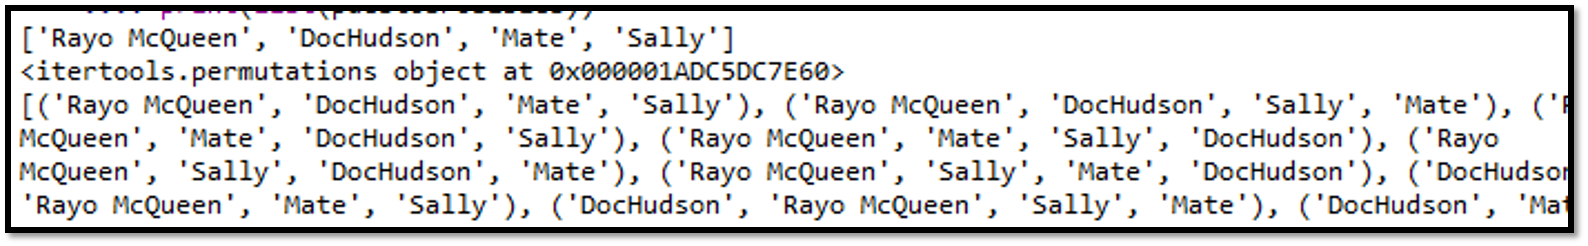 ['Rayo McQueen', 'DocHudson', 'Mate', 'Sally']
<itertools.permutations object at 0x000001ADC5DC7E60>
[('Rayo McQueen', 'DocHudson', 'Mate', 'Sally'), ('Rayo McQueen', 'DocHudson', 'Sally', 'Mate'), ('
McQueen', 'Mate', 'DocHudson', 'Sally'), ('Rayo McQueen', 'Mate', 'Sally', 'DocHudson'), ('Rayo
McQueen', 'Sally', 'DocHudson', 'Mate'), ('Rayo McQueen', 'Sally', 'Mate', 'DocHudson'), ('DocHudson
'Rayo McQueen', 'Mate', 'Sally'), ('DocHudson', 'Rayo McQueen', 'Sally', 'Mate'), ('DocHudson', 'Mat